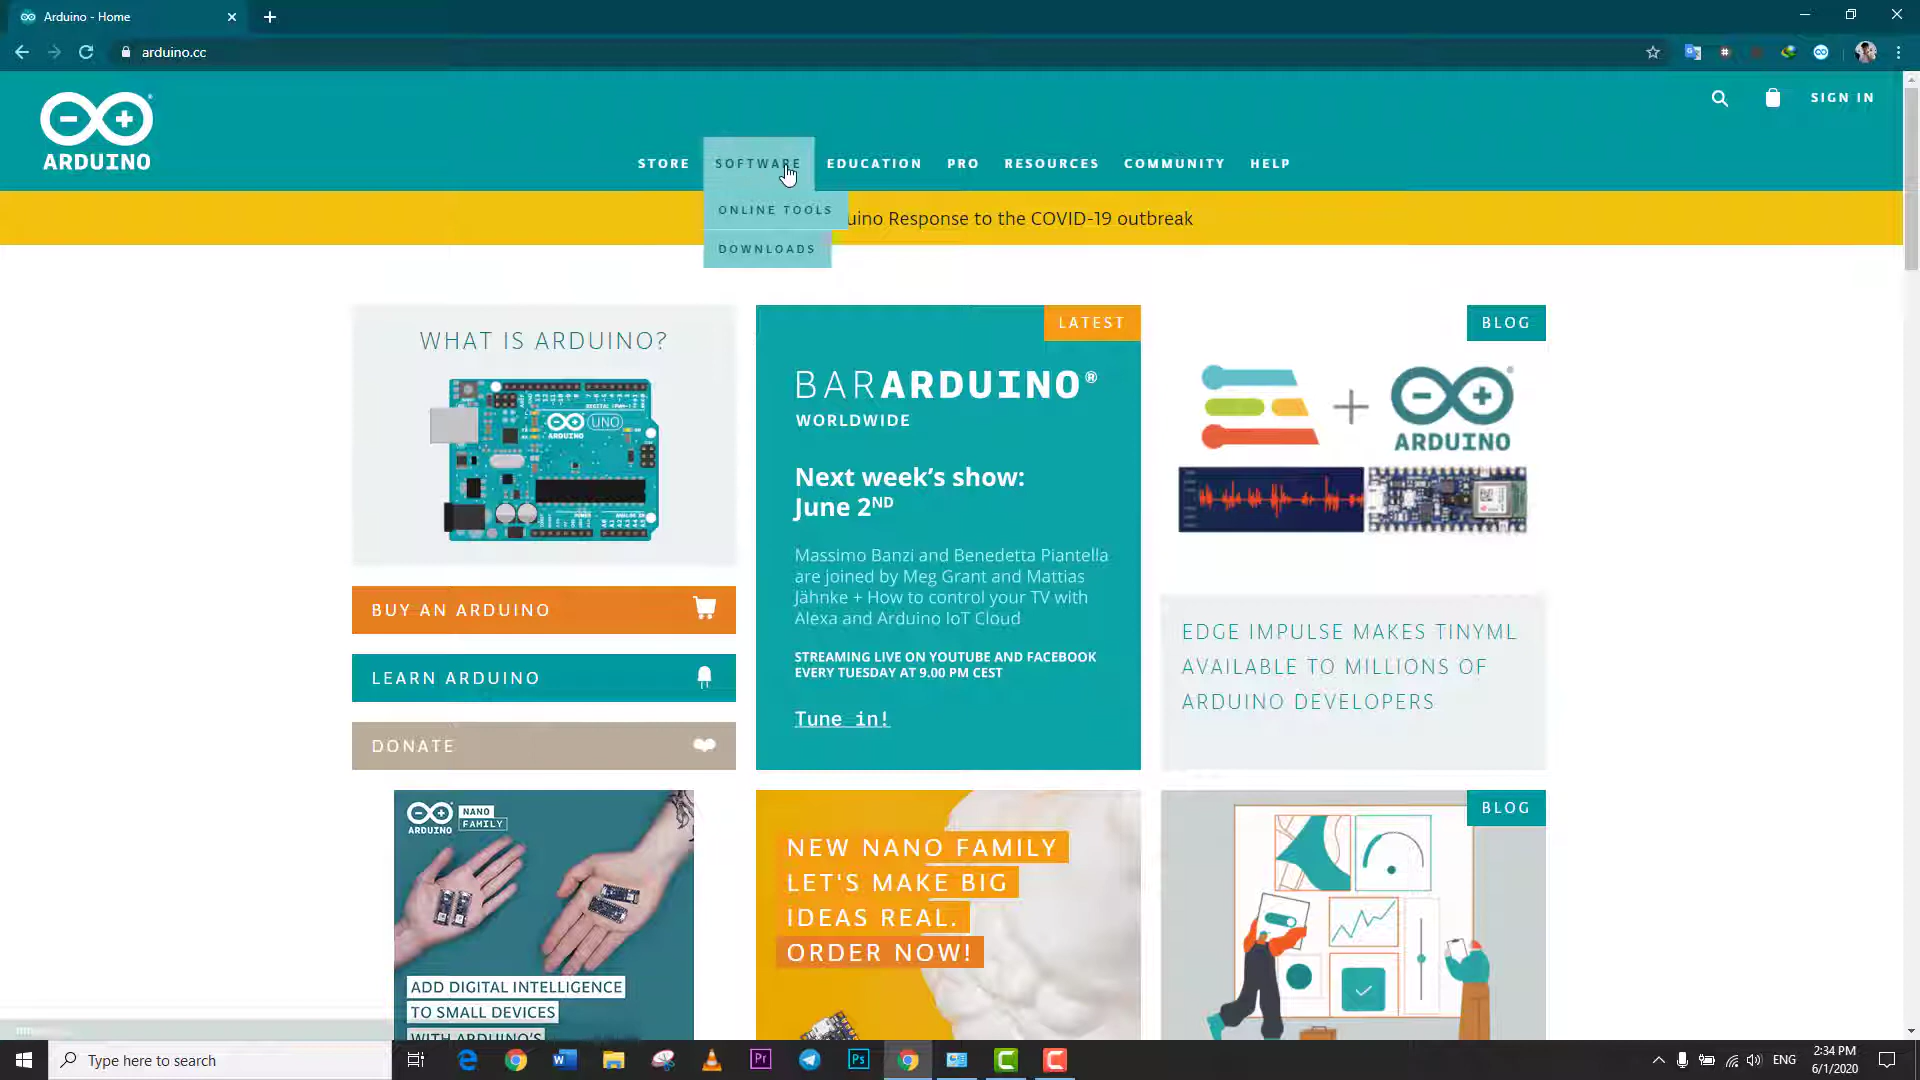 Arduino - Home
arduino.cc
SIGN IN
ARDUINO
STORE SOFTWARE EDUCATION PRO RESOURCES COMMUNITY HELP
ONLINE TOOLS
uino Response to the COVID-19 outbreak
DOWNLOADS
WHAT IS ARDUINO?
ARDUINO
UNO
BUY AN ARDUINO
LEARN ARDUINO
DONATE
LATEST
BARARDUINO®
WORLDWIDE
Next week's show:
June 2ND
Massimo Banzi and Benedetta Piantella
are joined by Meg Grant and Mattias
Jähnke + How to control your TV with
Alexa and Arduino IoT Cloud
STREAMING LIVE ON YOUTUBE AND FACEBOOK
EVERY TUESDAY AT 9.00 PM CEST
Tune in!
BLOG
ARDUINO
EDGE IMPULSE MAKES TINYML
AVAILABLE TO MILLIONS OF
ARDUINO DEVELOPERS
ARDUINO
NANO
FAMILY
ADD DIGITAL INTELLIGENCE
TO SMALL DEVICES
WITH ARDUINO'S
NEW NANO FAMILY
LET'S MAKE BIG
IDEAS REAL.
ORDER NOW!
BLOG
Type here to search
ENG
2:34 PM
6/1/2020